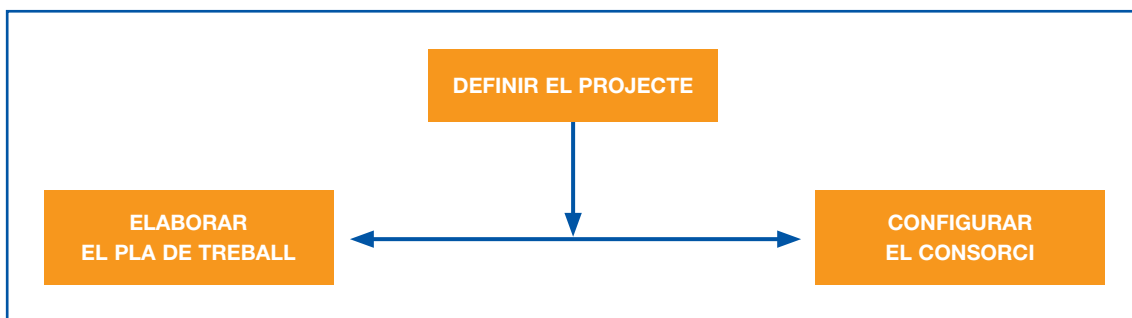 DEFINIR EL PROJECTE
ELABORAR
EL PLA DE TREBALL
CONFIGURAR
EL CONSORCI